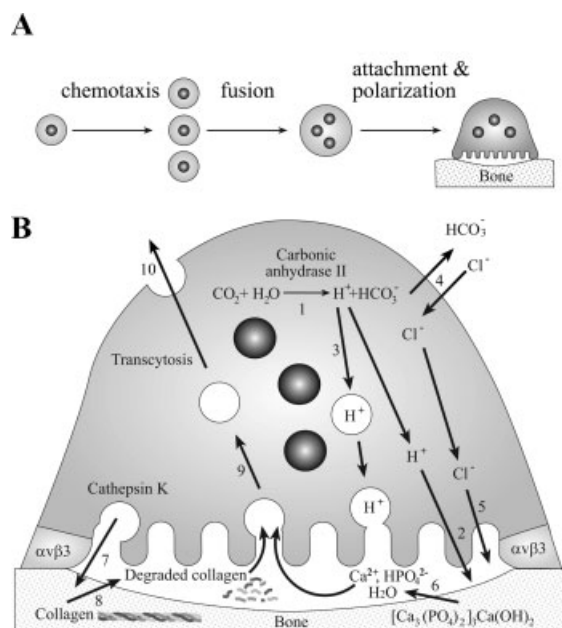 A
chemotaxis
fusion
attachment &
polarization
Bone
B
HCO₃⁻
10
Carbonic
anhydrase II
Cl⁻
4
CO₂+ H₂O
H⁺+HCO₃⁻
1
Cl⁻
3
Transcytosis
H⁺
H⁺
9
Cl⁻
Cathepsin K
H⁺
5
2
αvβ3
αvβ3
7
Degraded collagen
Ca²⁺, HPO₄²⁻
H₂O
6
8
Collagen
Bone
[Ca₃(PO₄)₂]₃Ca(OH)₂